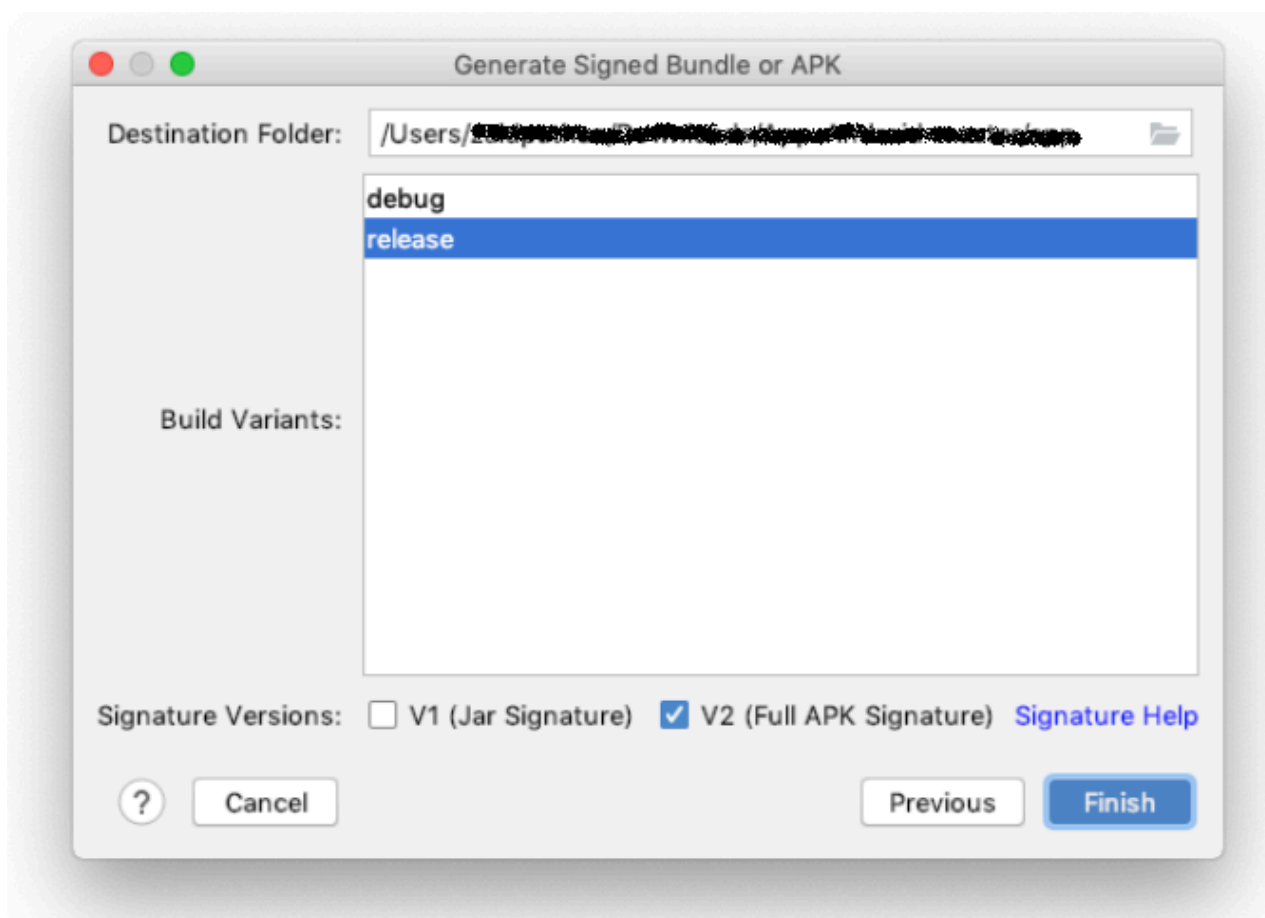 Generate Signed Bundle or APK
Destination Folder: /Users/
debug
release
Build Variants:
Signature Versions: V1 (Jar Signature) V2 (Full APK Signature) Signature Help
? Cancel Previous Finish